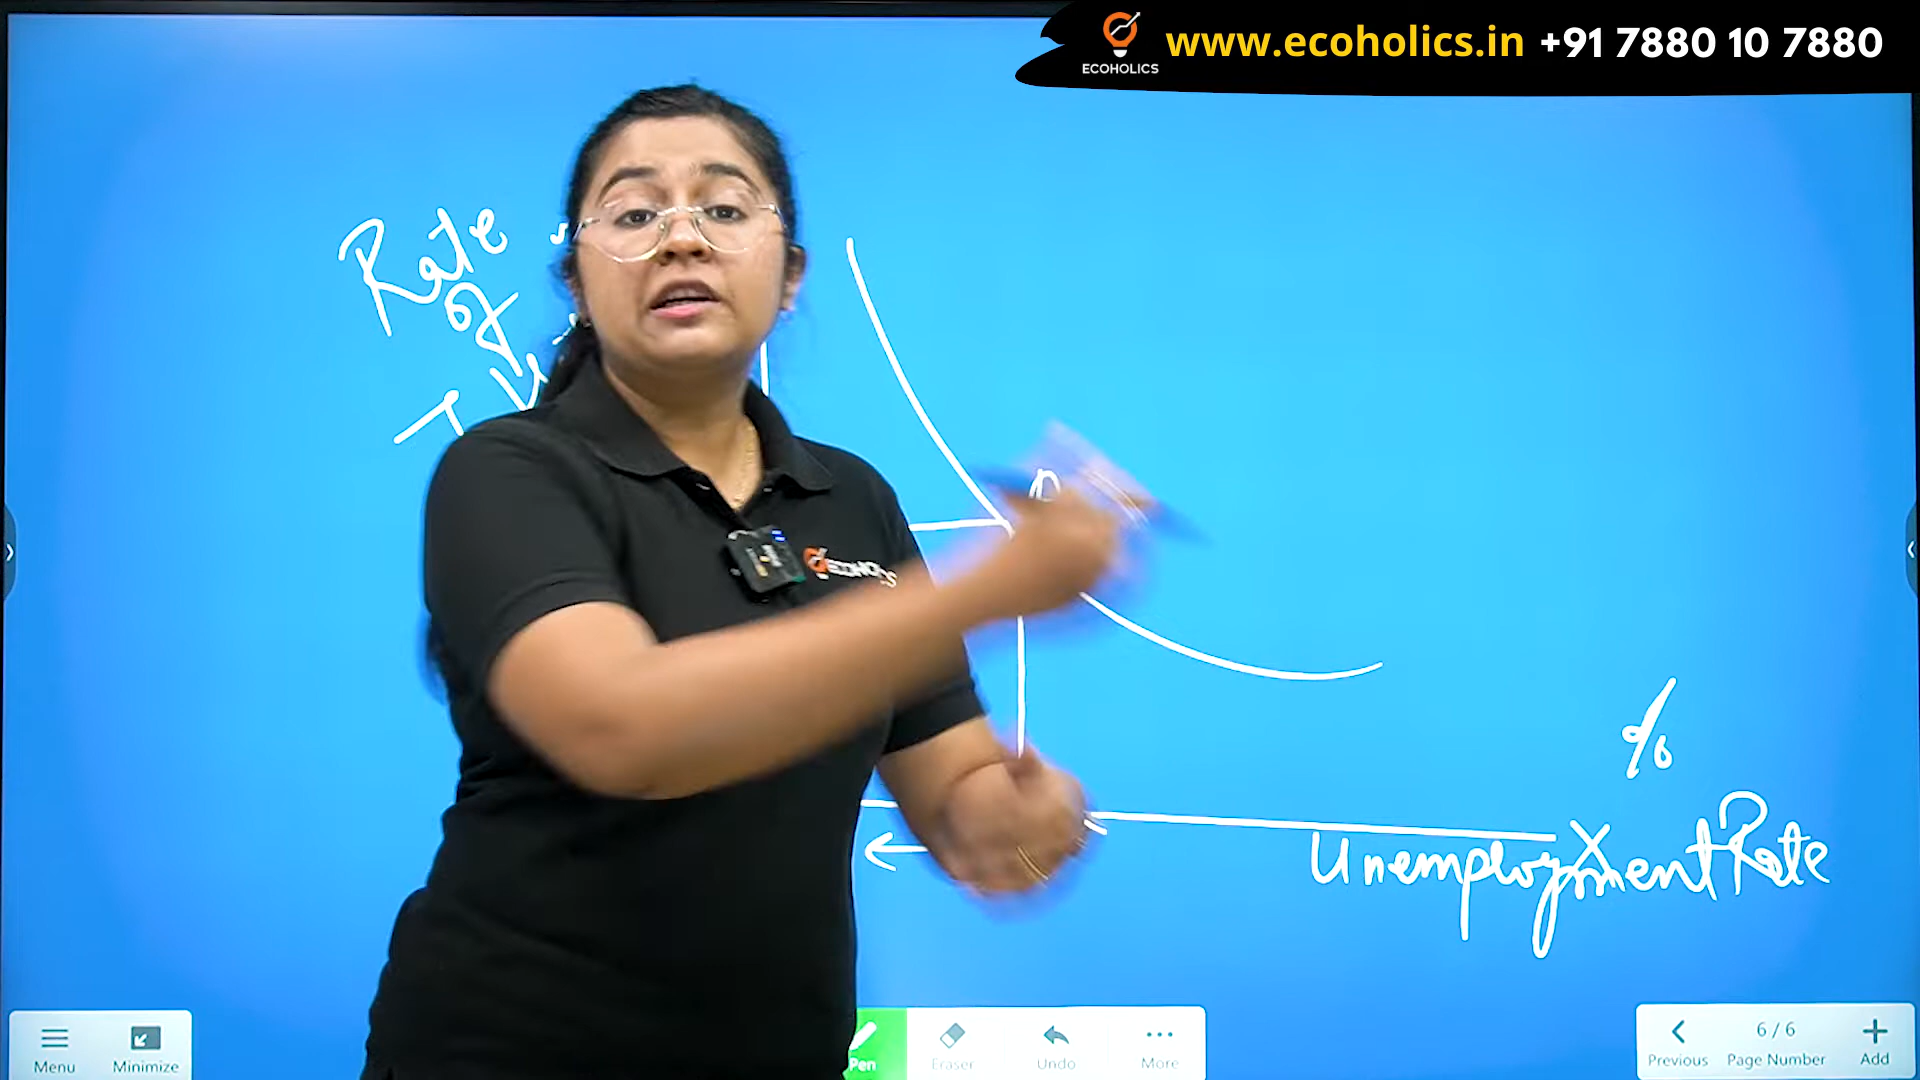 www.ecoholics.in +91 7880 10 7880
ECOHOLICS
Rate
of
ECOHOLICS
%
Unemployment Rate
X
Menu
Minimize
Pen
Eraser
Undo
More
6 / 6
Previous
Page Number
Add